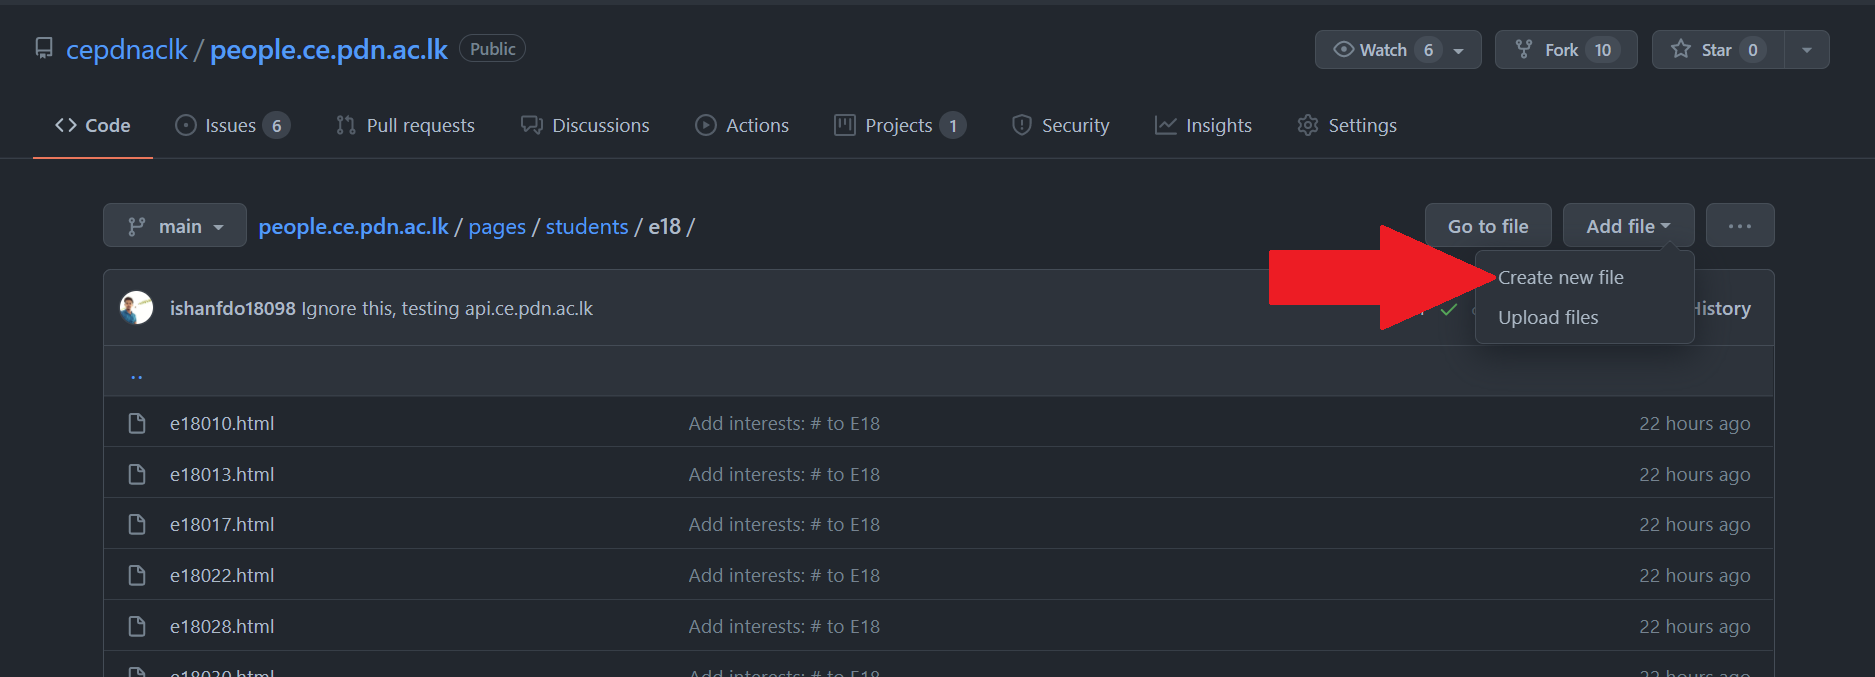 cepdnaclk / people.ce.pdn.ac.lk Public Watch 6 Fork 10 Star 0
Code Issues 6 Pull requests Discussions Actions Projects 1 Security Insights Settings
main people.ce.pdn.ac.lk / pages / students / e18 / Go to file Add file ...
Create new file
ishanfdo18098 Ignore this, testing api.ce.pdn.ac.lk History
Upload files
..
e18010.html Add interests: # to E18 22 hours ago
e18013.html Add interests: # to E18 22 hours ago
e18017.html Add interests: # to E18 22 hours ago
e18022.html Add interests: # to E18 22 hours ago
e18028.html Add interests: # to E18 22 hours ago